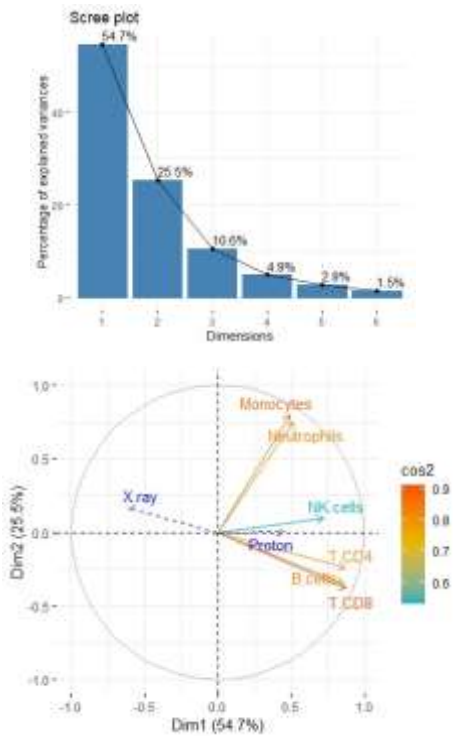 Scree plot
54.7%
25.5%
10.6%
4.9%
2.9%
1.5%
Percentage of explained variances
40
20
0
1 2 3 4 5 6
Dimensions
Monocytes
Neutrophils
X.ray
NK.cells
Proton
T.CD4
B.cells
T.CD8
cos2
0.9
0.8
0.7
0.6
Dim2 (25.5%)
1.0
0.5
0.0
-0.5
-1.0
-1.0 -0.5 0.0 0.5 1.0
Dim1 (54.7%)